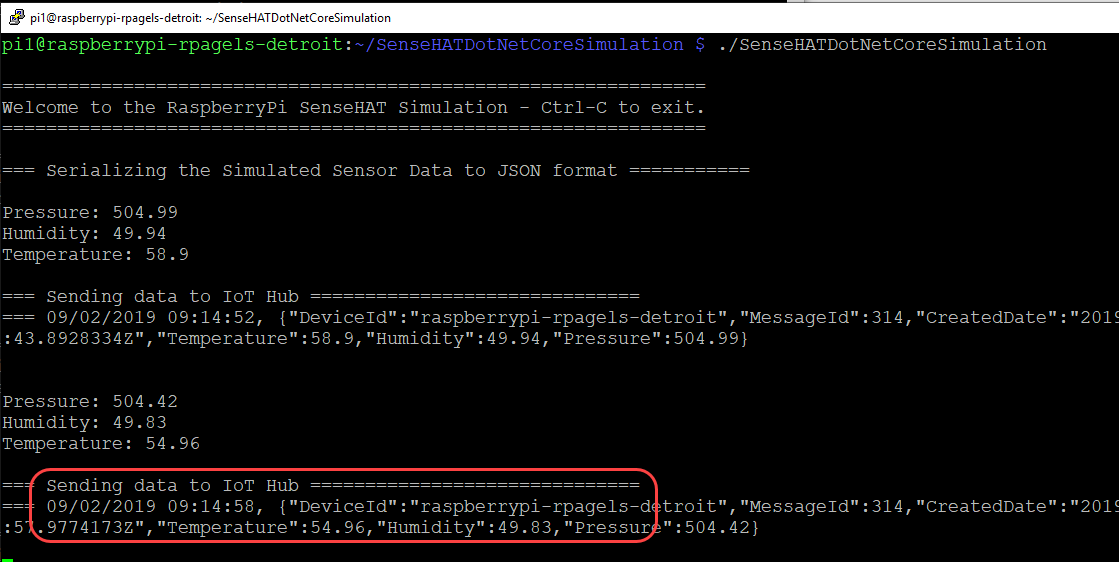 pi1@raspberrypi-rpagels-detroit: ~/SenseHATDotNetCoreSimulation
pi1@raspberrypi-rpagels-detroit:~/SenseHATDotNetCoreSimulation $ ./SenseHATDotNetCoreSimulation
================================================================
Welcome to the RaspberryPi SenseHAT Simulation - Ctrl-C to exit.
================================================================
=== Serializing the Simulated Sensor Data to JSON format ===========
Pressure: 504.99
Humidity: 49.94
Temperature: 58.9
=== Sending data to IoT Hub ==============================
=== 09/02/2019 09:14:52, {"DeviceId":"raspberrypi-rpagels-detroit","MessageId":314,"CreatedDate":"2019
:43.8928334Z","Temperature":58.9,"Humidity":49.94,"Pressure":504.99}
Pressure: 504.42
Humidity: 49.83
Temperature: 54.96
=== Sending data to IoT Hub ==============================
=== 09/02/2019 09:14:58, {"DeviceId":"raspberrypi-rpagels-detroit","MessageId":314,"CreatedDate":"2019
:57.9774173Z","Temperature":54.96,"Humidity":49.83,"Pressure":504.42}